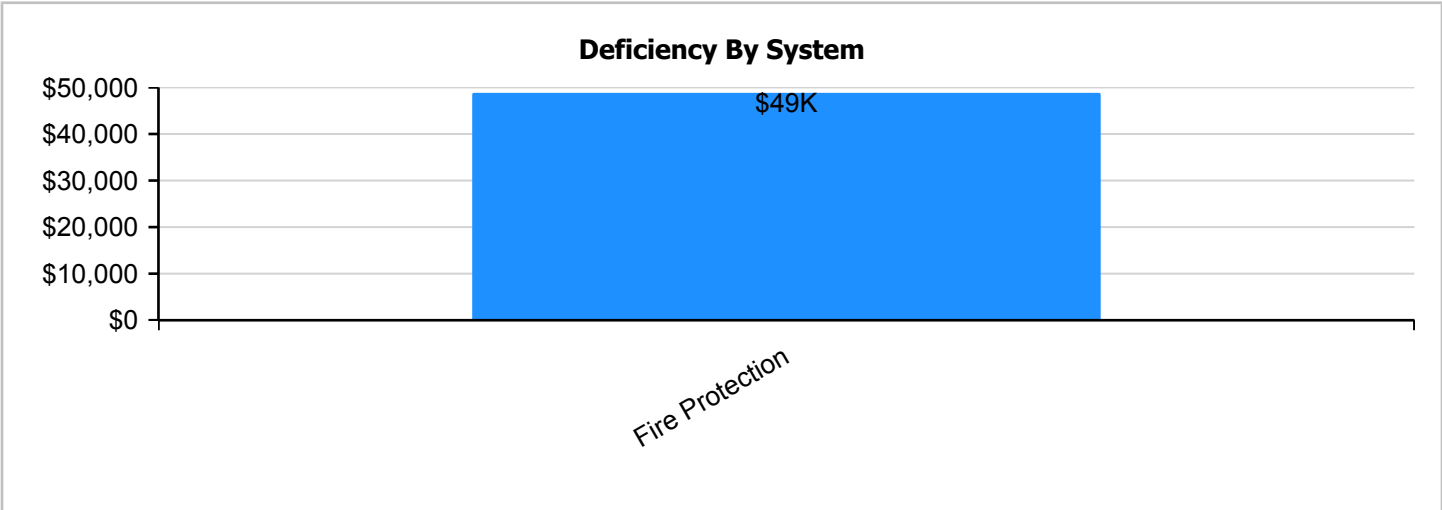 Deficiency By System
$50,000
$49K
$40,000
$30,000
$20,000
$10,000
$0
Fire Protection